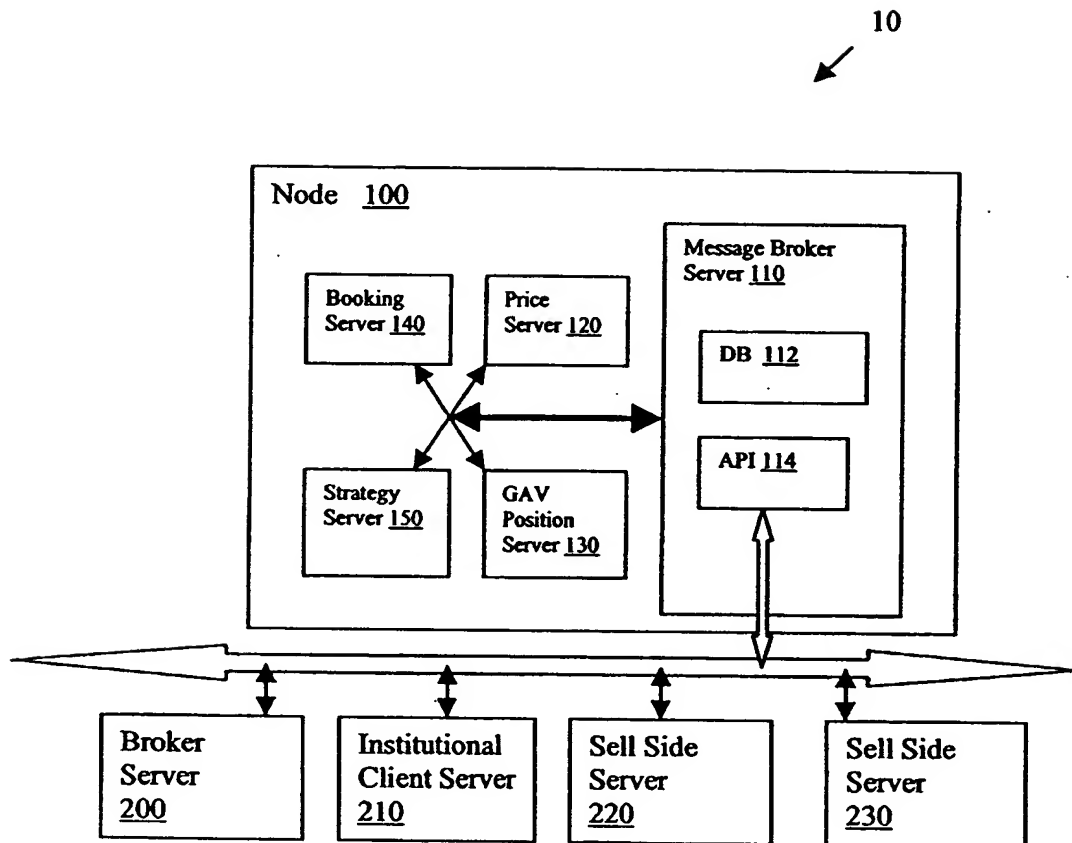 10
Node 100
Message Broker
Server 110
Booking
Server 140
Price
Server 120
DB 112
API 114
Strategy
Server 150
GAV
Position
Server 130
Broker
Server
200
Institutional
Client Server
210
Sell Side
Server
220
Sell Side
Server
230